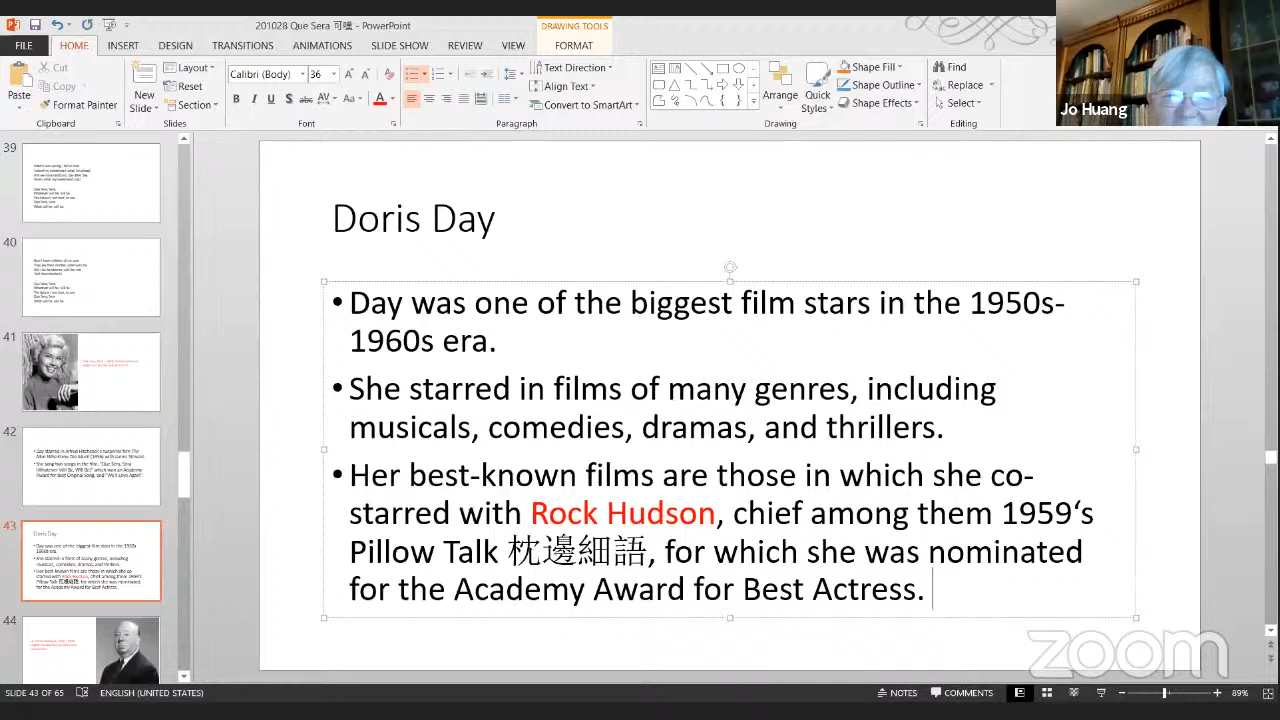 201028 Que Sera 可噻 - PowerPoint
DRAWING TOOLS
FILE
HOME
INSERT
DESIGN
TRANSITIONS
ANIMATIONS
SLIDE SHOW
REVIEW
VIEW
FORMAT
Paste
Cut
Copy
Format Painter
Clipboard
New Slide
Layout
Reset
Section
Slides
Calibri (Body)
36
Font
Text Direction
Align Text
Convert to SmartArt
Paragraph
Arrange
Quick Styles
Shape Fill
Shape Outline
Shape Effects
Drawing
Find
Replace
Select
Editing
Jo Huang
39
40
41
42
43
44
Doris Day
• Day was one of the biggest film stars in the 1950s-
1960s era.
• She starred in films of many genres, including
musicals, comedies, dramas, and thrillers.
• Her best-known films are those in which she co-
starred with Rock Hudson, chief among them 1959‘s
Pillow Talk 枕邊細語, for which she was nominated
for the Academy Award for Best Actress.
zoom
SLIDE 43 OF 65
ENGLISH (UNITED STATES)
NOTES
COMMENTS
89%